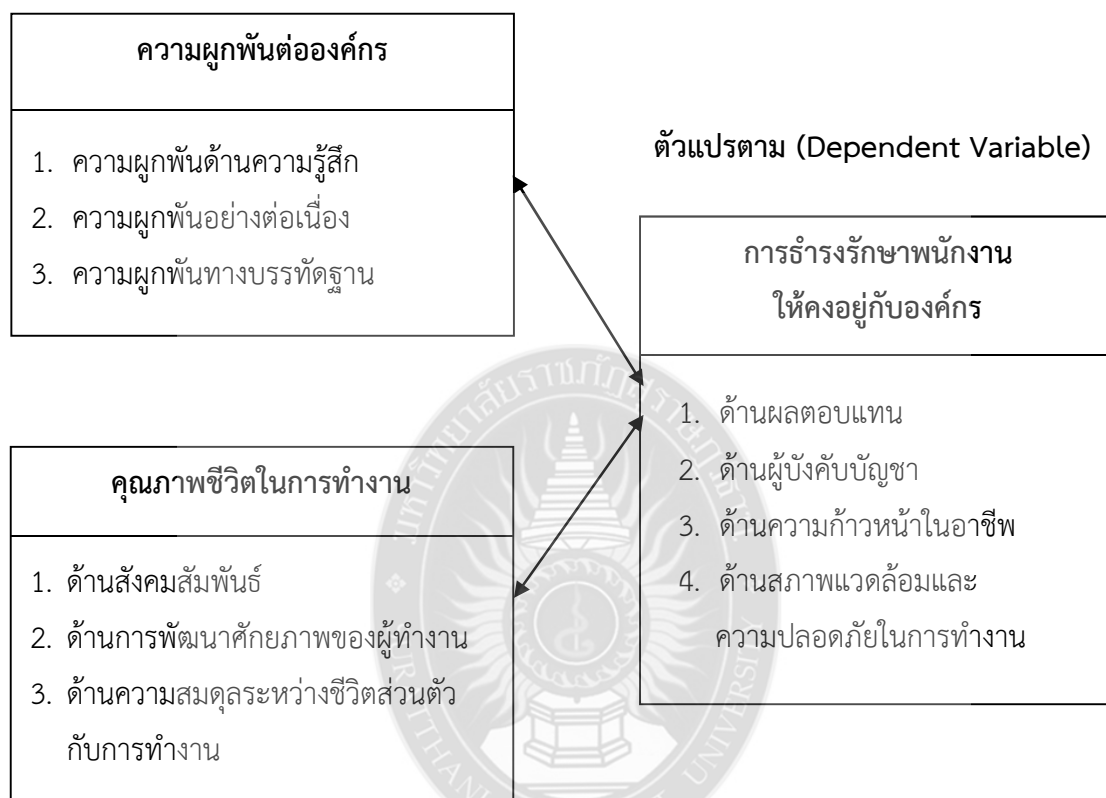 ความผูกพันต่อองค์กร
1. ความผูกพันด้านความรู้สึก
2. ความผูกพันอย่างต่อเนื่อง
3. ความผูกพันทางบรรทัดฐาน
ตัวแปรตาม (Dependent Variable)
การธำรงรักษาพนักงาน
ให้คงอยู่กับองค์กร
1. ด้านผลตอบแทน
2. ด้านผู้บังคับบัญชา
3. ด้านความก้าวหน้าในอาชีพ
4. ด้านสภาพแวดล้อมและ
ความปลอดภัยในการทำงาน
คุณภาพชีวิตในการทำงาน
1. ด้านสังคมสัมพันธ์
2. ด้านการพัฒนาศักยภาพของผู้ทำงาน
3. ด้านความสมดุลระหว่างชีวิตส่วนตัว
กับการทำงาน
UNIVERSITY